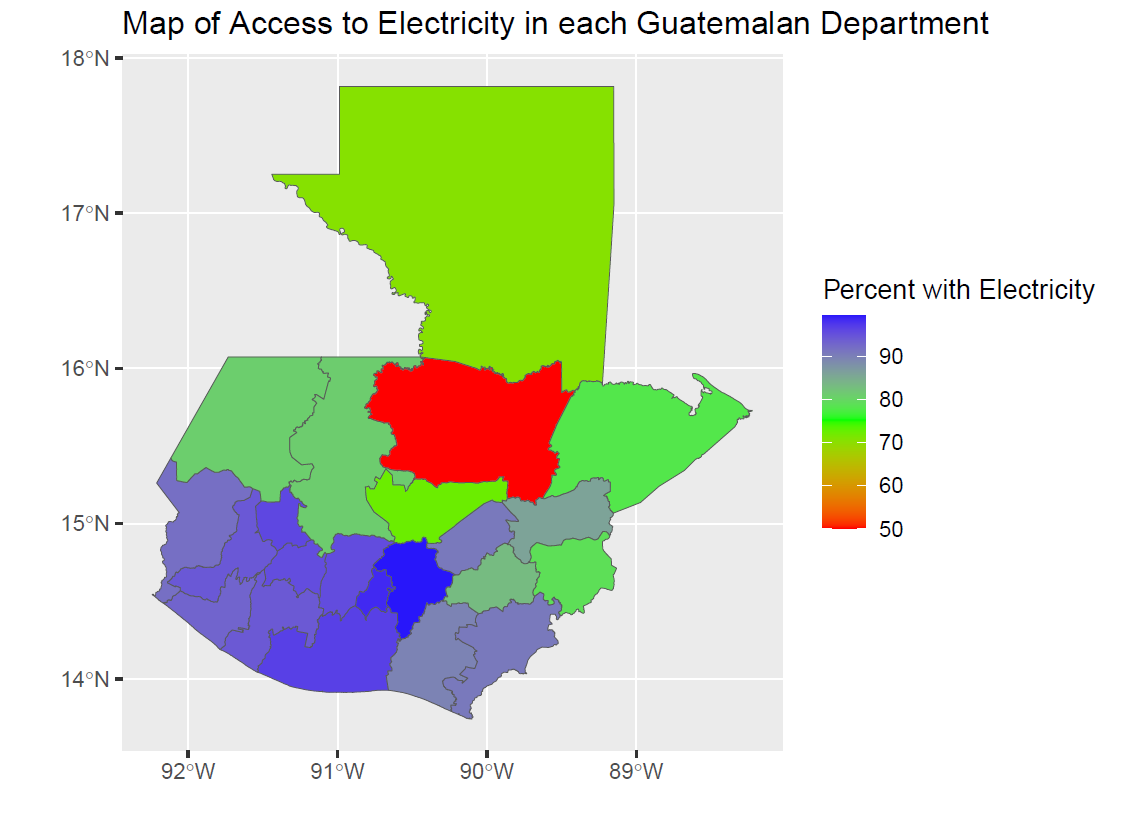 Map of Access to Electricity in each Guatemalan Department
18°N
17°N
16°N
15°N
14°N
92°W 91°W 90°W 89°W
Percent with Electricity
90
80
70
60
50